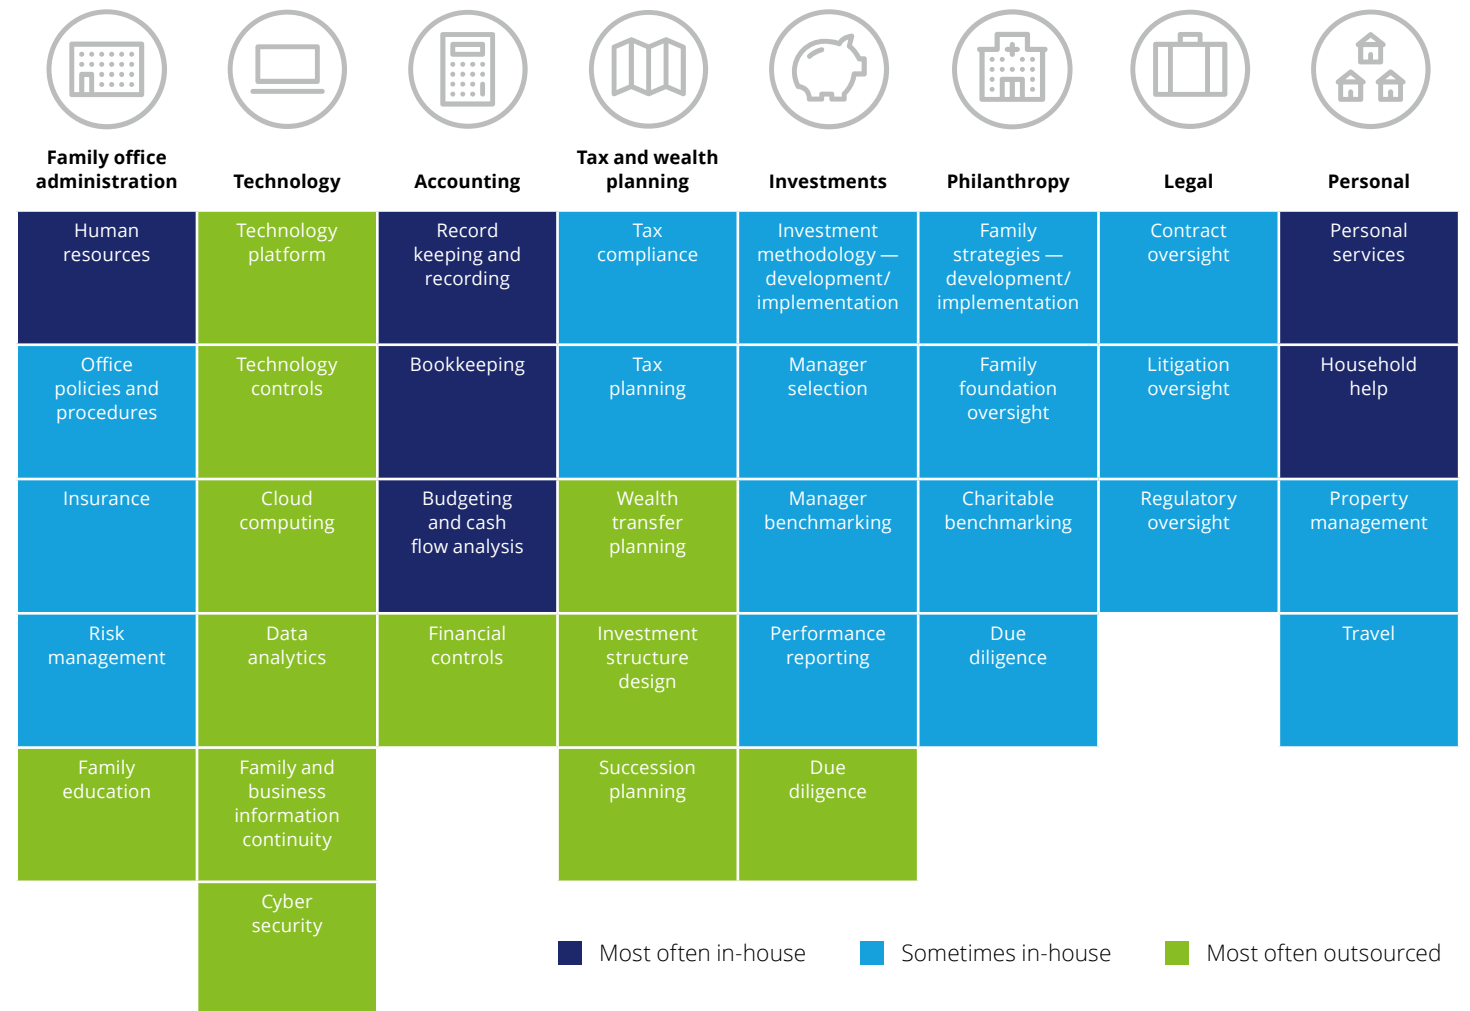 Family office
administration
Technology
Accounting
Tax and wealth
planning
Investments
Philanthropy
Legal
Personal
Human
resources
Technology
platform
Record
keeping and
recording
Tax
compliance
Investment
methodology —
development/
implementation
Family
strategies —
development/
implementation
Contract
oversight
Personal
services
Office
policies and
procedures
Technology
controls
Bookkeeping
Tax
planning
Manager
selection
Family
foundation
oversight
Litigation
oversight
Household
help
Insurance
Cloud
computing
Budgeting
and cash
flow analysis
Wealth
transfer
planning
Manager
benchmarking
Charitable
benchmarking
Regulatory
oversight
Property
management
Risk
management
Data
analytics
Financial
controls
Investment
structure
design
Performance
reporting
Due
diligence
Travel
Family
education
Family and
business
information
continuity
Succession
planning
Due
diligence
Cyber
security
Most often in-house
Sometimes in-house
Most often outsourced